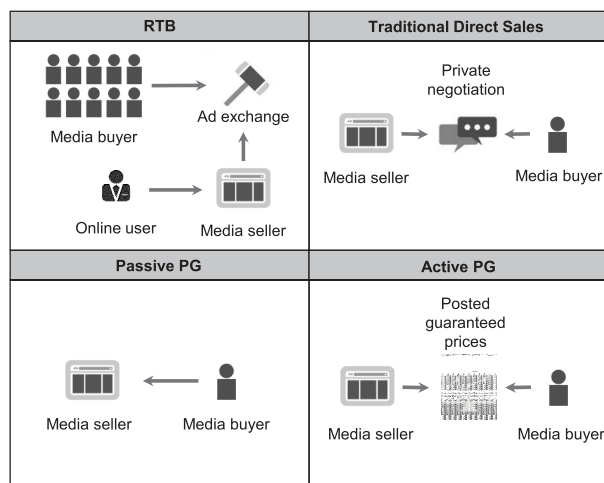 RTB
Media buyer
Ad exchange
Online user
Media seller
Traditional Direct Sales
Private
negotiation
Media seller
Media buyer
Passive PG
Media seller
Media buyer
Active PG
Posted
guaranteed
prices
Media seller
Media buyer